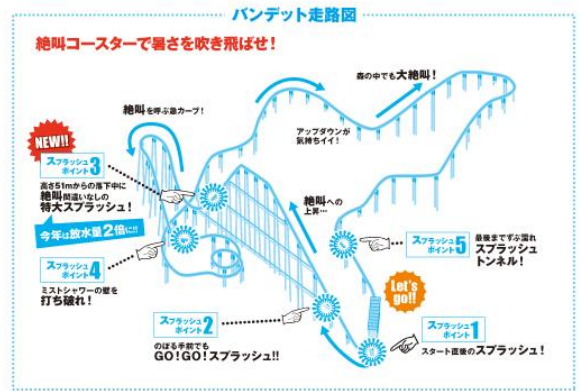 バンデット走路図
絶叫コースターで暑さを吹き飛ばせ！
森の中でも大絶叫！
絶叫を呼ぶ急カーブ！
アップダウンが
気持ちイイ！
NEW!!
スプラッシュ
ポイント3
高さ51mからの落下中に
絶叫間違いなしの
特大スプラッシュ！
今年は放水量2倍に!!
絶叫への
上昇…
スプラッシュ
ポイント5
最後までずぶ濡れ
スプラッシュ
トンネル！
スプラッシュ
ポイント4
ミストシャワーの壁を
打ち破れ！
Let's
go!!
スプラッシュ
ポイント2
のぼる手前でも
GO！GO！スプラッシュ!!
スプラッシュ
ポイント1
スタート直後のスプラッシュ！